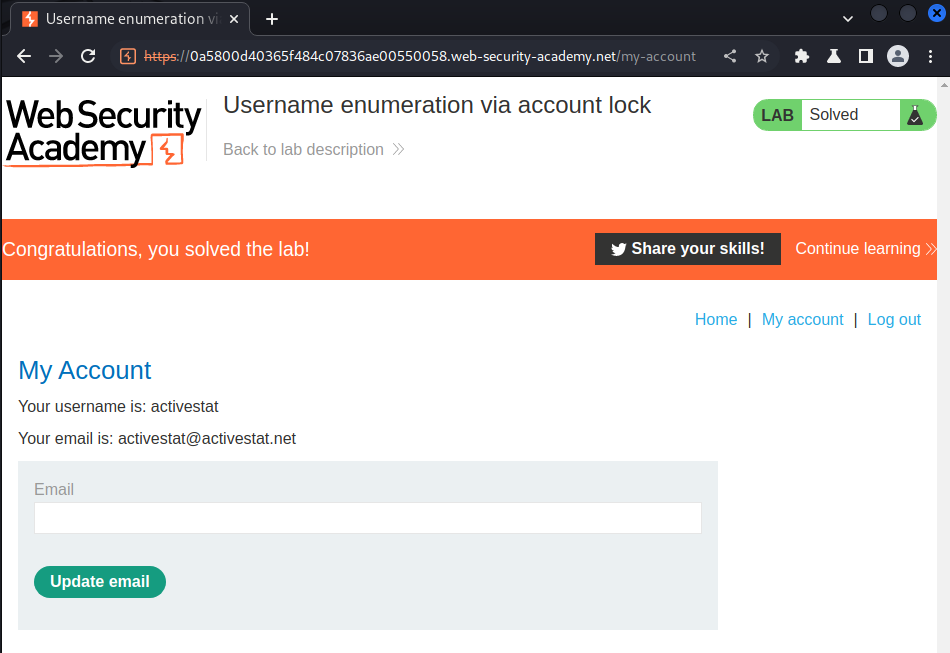 Username enumeration vi
https://0a5800d40365f484c07836ae00550058.web-security-academy.net/my-account
Web Security
Academy
Username enumeration via account lock
Back to lab description
LAB Solved
Congratulations, you solved the lab!
Share your skills!
Continue learning
Home | My account | Log out
My Account
Your username is: activestat
Your email is: activestat@activestat.net
Email
Update email